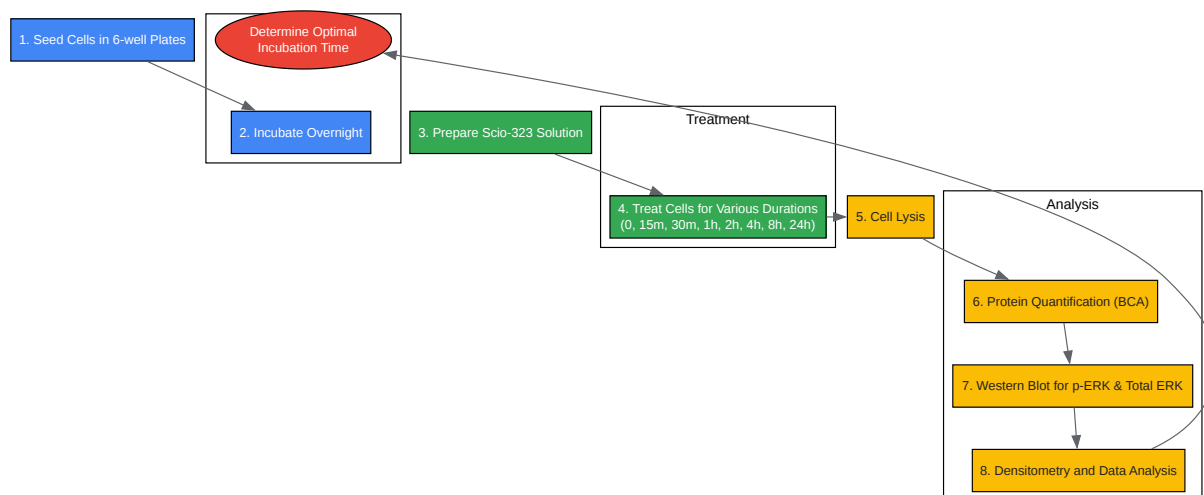 1. Seed Cells in 6-well Plates
Determine Optimal
Incubation Time
2. Incubate Overnight
3. Prepare Scio-323 Solution
Treatment
4. Treat Cells for Various Durations
(0, 15m, 30m, 1h, 2h, 4h, 8h, 24h)
5. Cell Lysis
Analysis
6. Protein Quantification (BCA)
7. Western Blot for p-ERK & Total ERK
8. Densitometry and Data Analysis